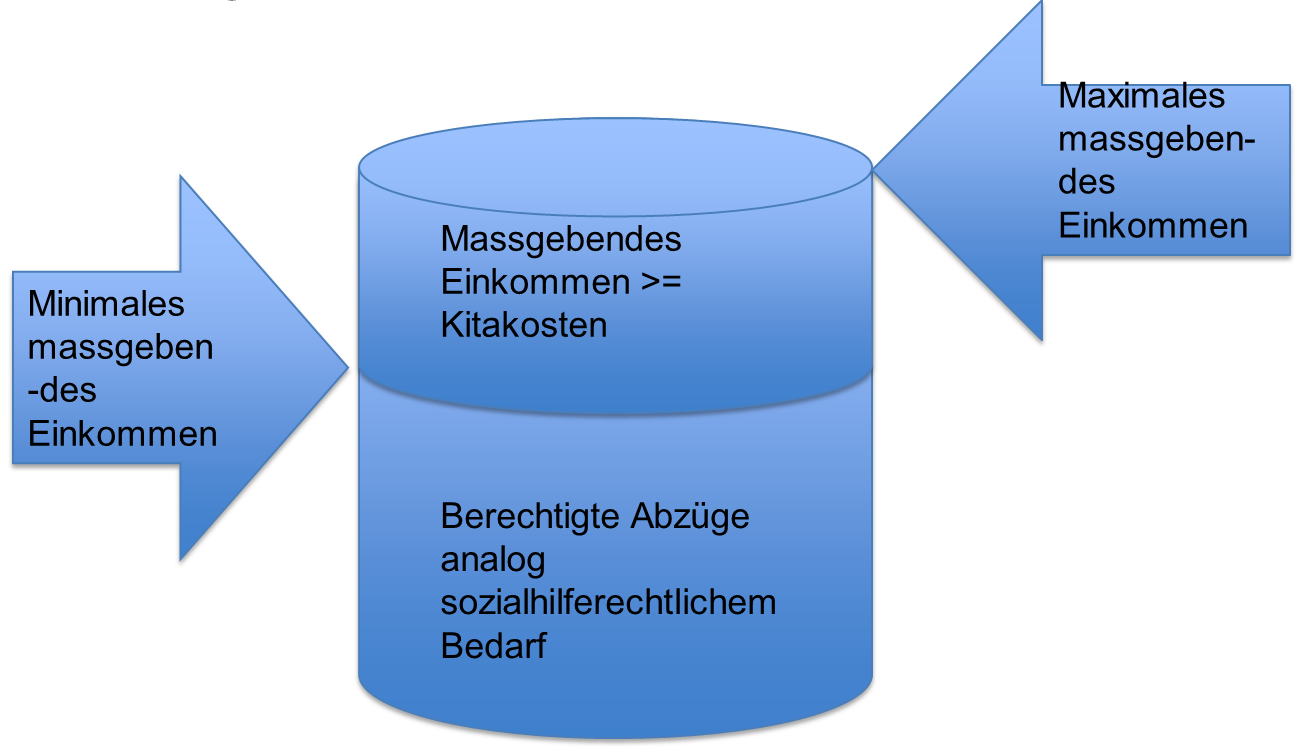 Maximales
massgeben-
des
Einkommen
Massgebendes
Einkommen >=
Kitakosten
Minimales
massgeben
-des
Einkommen
Berechtigte Abzüge
analog
sozialhilferechtlichem
Bedarf